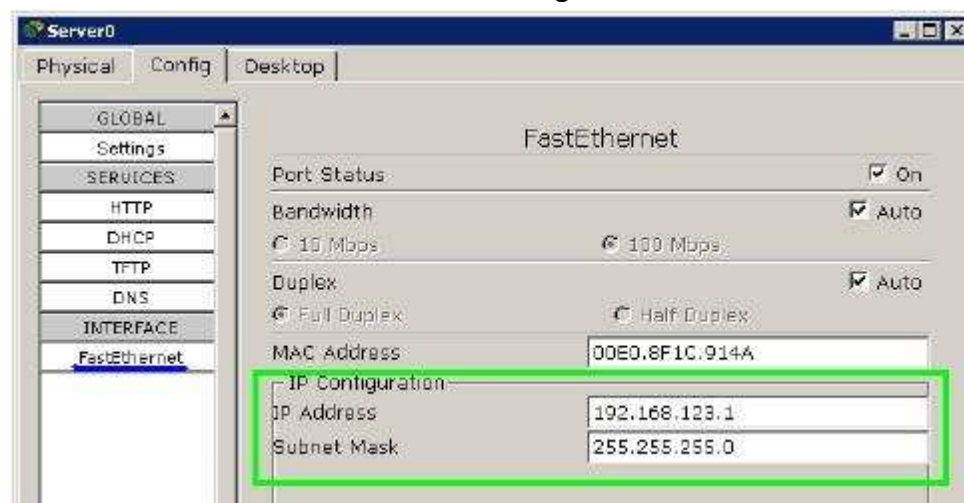 Server0
Physical Config Desktop
GLOBAL
Settings
SERVICES
HTTP
DHCP
TFTP
DNS
INTERFACE
FastEthernet
FastEthernet
Port Status On
Bandwidth Auto
10 Mbps 100 Mbps
Duplex Auto
Full Duplex Half Duplex
MAC Address 00E0.8F1C.914A
IP Configuration
IP Address 192.168.123.1
Subnet Mask 255.255.255.0